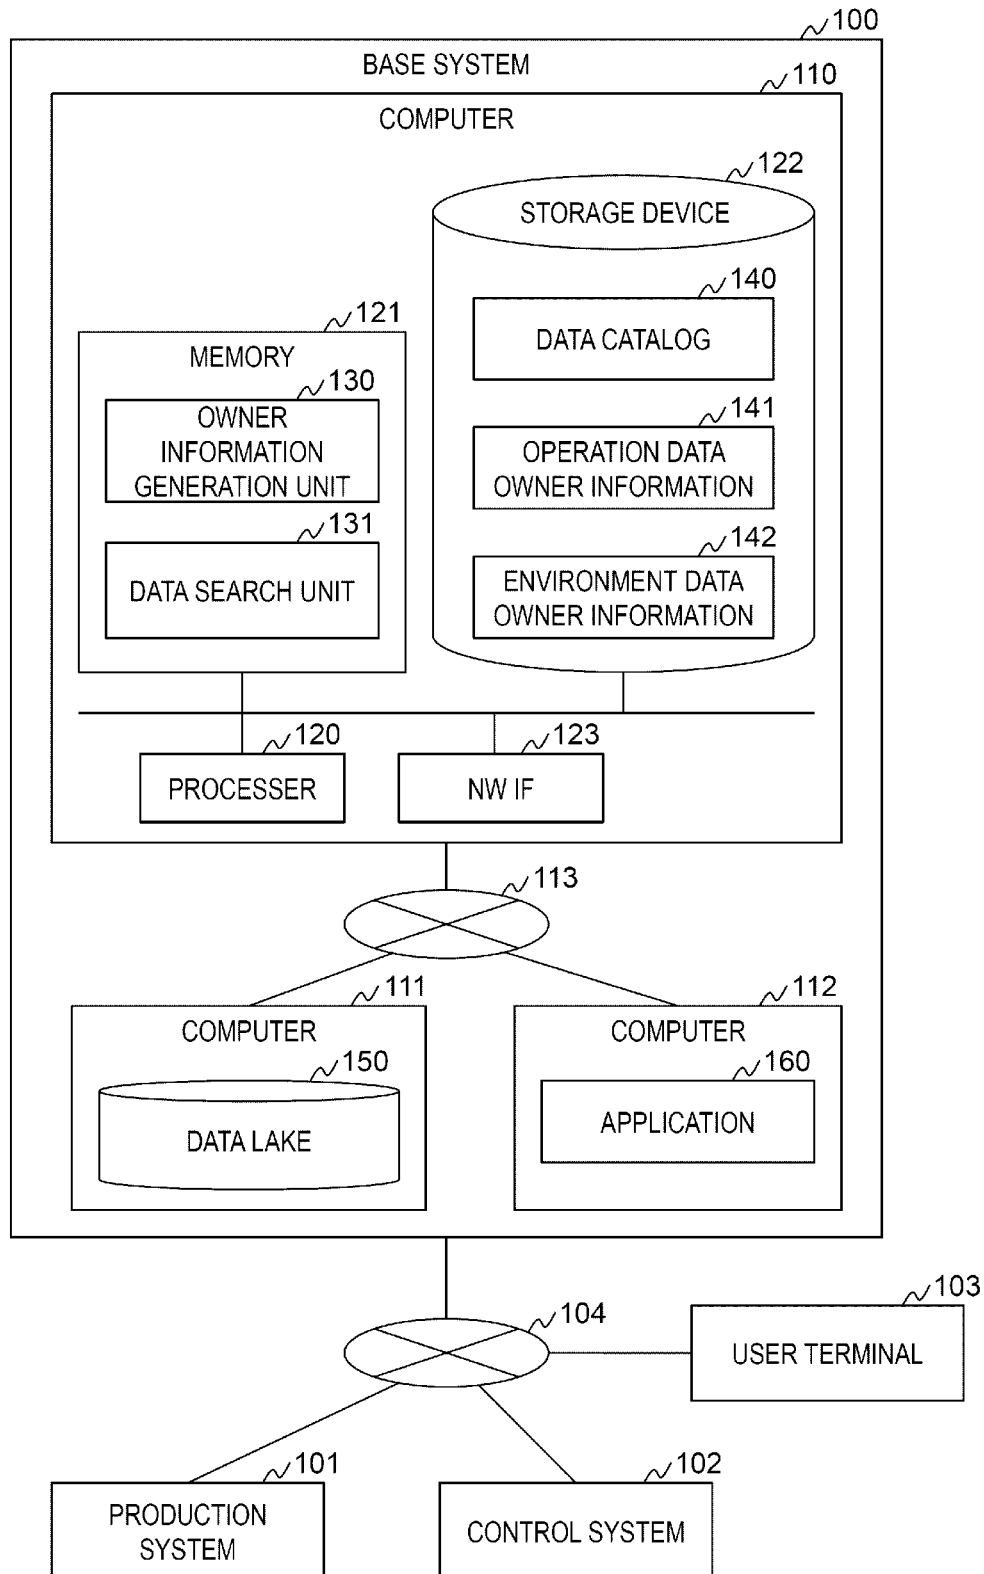 100
BASE SYSTEM
110
COMPUTER
122
STORAGE DEVICE
140
DATA CATALOG
121
MEMORY
130
OWNER
INFORMATION
GENERATION UNIT
141
OPERATION DATA
OWNER INFORMATION
131
DATA SEARCH UNIT
142
ENVIRONMENT DATA
OWNER INFORMATION
120
PROCESSER
123
NW IF
113
111
COMPUTER
150
DATA LAKE
112
COMPUTER
160
APPLICATION
104
103
USER TERMINAL
101
PRODUCTION
SYSTEM
102
CONTROL SYSTEM